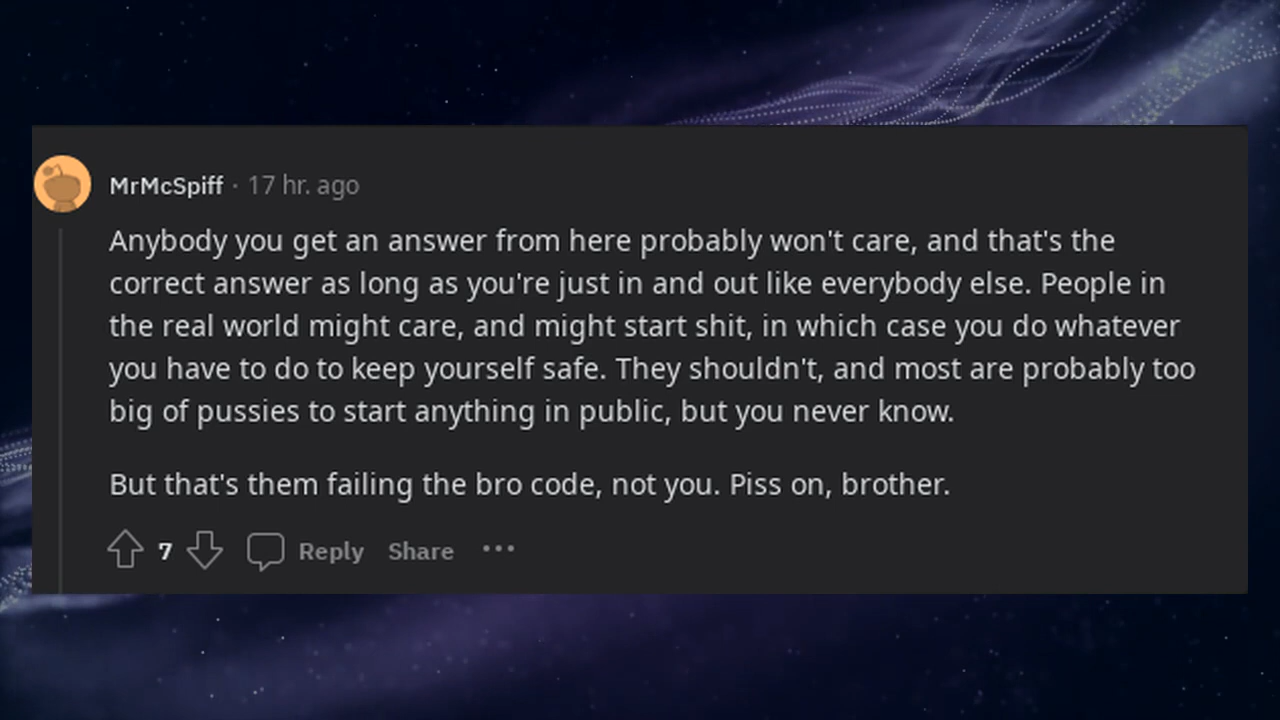 MrMcSpiff · 17 hr. ago
Anybody you get an answer from here probably won't care, and that's the
correct answer as long as you're just in and out like everybody else. People in
the real world might care, and might start shit, in which case you do whatever
you have to do to keep yourself safe. They shouldn't, and most are probably too
big of pussies to start anything in public, but you never know.
But that's them failing the bro code, not you. Piss on, brother.
7 Reply Share